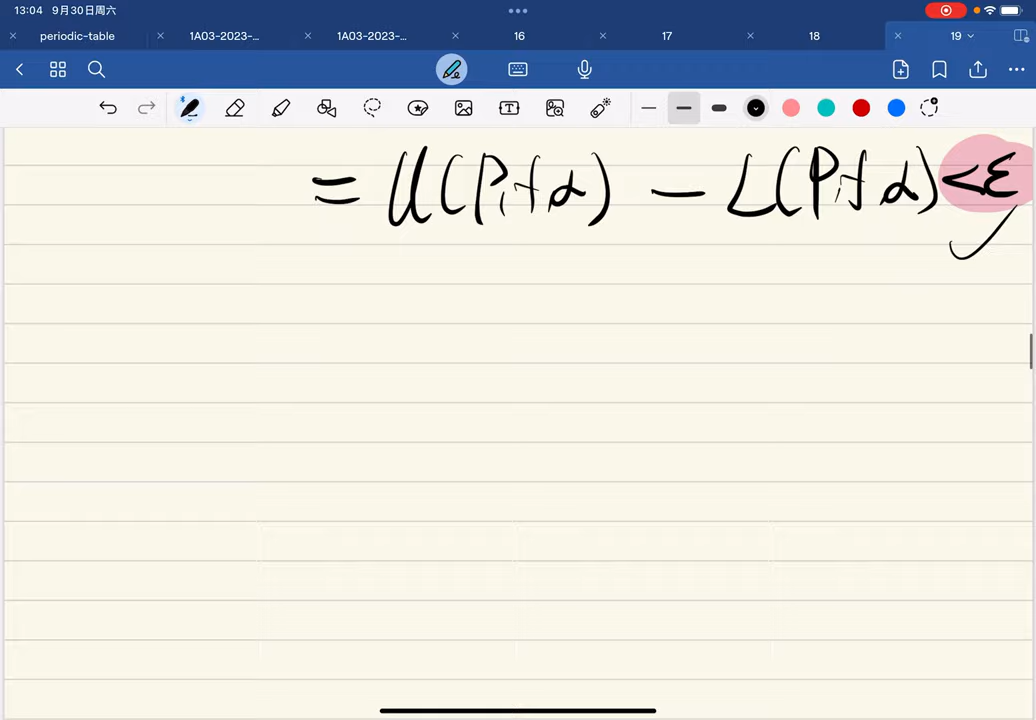 13:04 9月30日周六
periodic-table 1A03-2023-... 1A03-2023-... 16 17 18 19
= U(P,f,α) - L(P,f,α) < ε